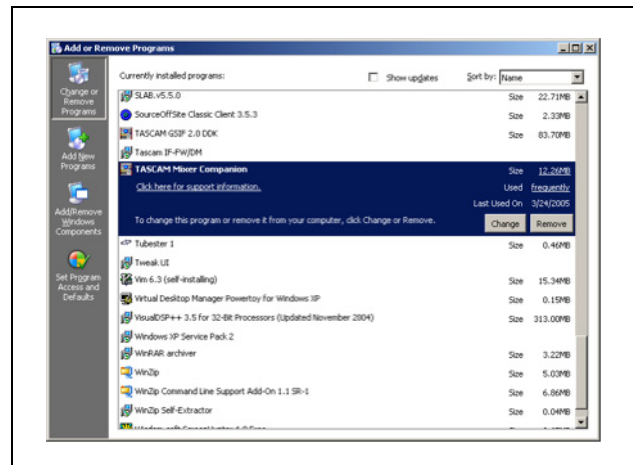 Add or Remove Programs
Change or
Remove
Programs
Add New
Programs
Add/Remove
Windows
Components
Set Program
Access and
Defaults
Currently installed programs:
Show updates
Sort by: Name
SLAB.v5.5.0 Size 22.71MB
SourceOffSite Classic Client 3.5.3 Size 2.33MB
TASCAM GSIF 2.0 DDK Size 83.70MB
Tascam IF-FW/DM
TASCAM Mixer Companion Size 12.26MB
Click here for support information. Used frequently
Last Used On 3/24/2005
To change this program or remove it from your computer, click Change or Remove. Change Remove
Tubester 1 Size 0.46MB
Tweak UI
Vim 6.3 (self-installing) Size 15.34MB
Virtual Desktop Manager Powertoy for Windows XP Size 0.15MB
VisualDSP++ 3.5 for 32-Bit Processors (Updated November 2004) Size 313.00MB
Windows XP Service Pack 2
WinRAR archiver Size 3.22MB
WinZip Size 5.03MB
WinZip Command Line Support Add-On 1.1 SR-1 Size 6.86MB
WinZip Self-Extractor Size 0.04MB